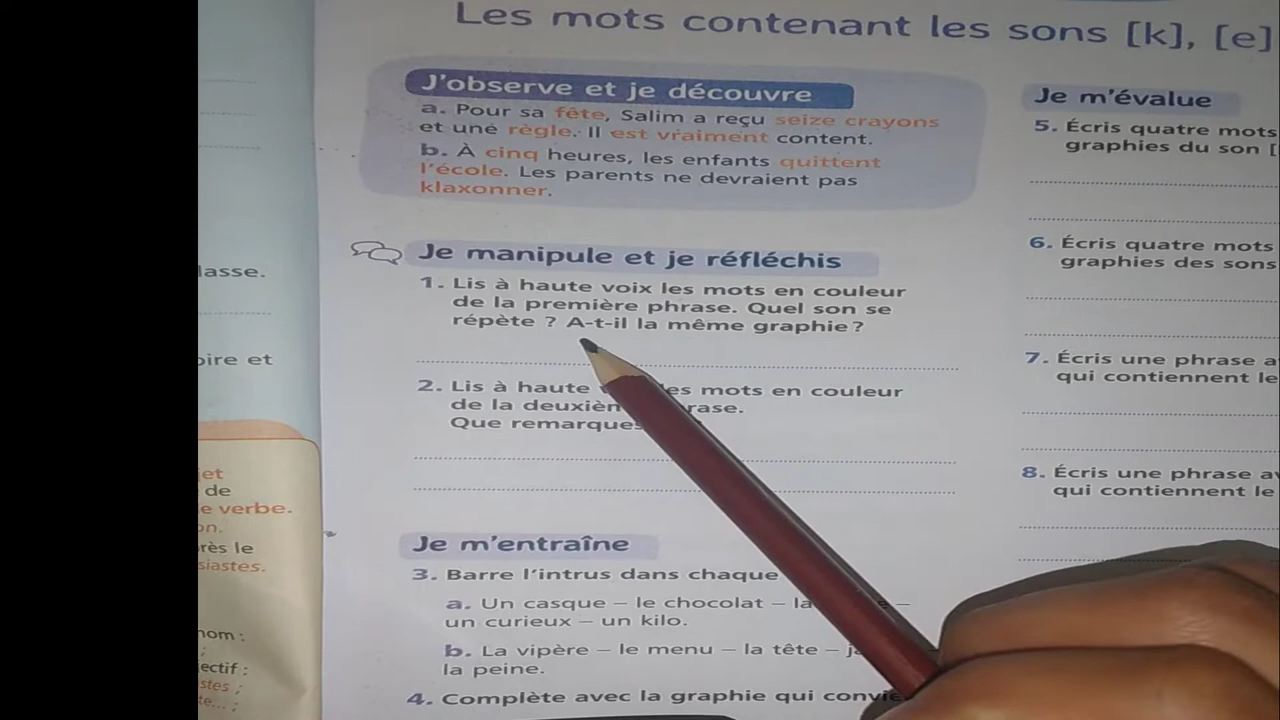 Les mots contenant les sons [k], [e]
J'observe et je découvre
a. Pour sa fête, Salim a reçu seize crayons
et une règle. Il est vraiment content.
b. À cinq heures, les enfants quittent
l'école. Les parents ne devraient pas
klaxonner.
Je manipule et je réfléchis
1. Lis à haute voix les mots en couleur
de la première phrase. Quel son se
répète ? A-t-il la même graphie ?
2. Lis à haute les mots en couleur
de la
Que
Je m'entraîne
3. Barre l'intrus dans chaque
a. Un casque – le chocolat – la –
un curieux – un kilo.
b. La vipère – le menu – la tête –
la peine.
4. Complète avec la graphie qui
Je m'évalue
5. Écris quatre mots
graphies du son [
6. Écris quatre mots
graphies des sons
7. Écris une phrase a
qui contiennent le
8. Écris une phrase av
qui contiennent le
lasse.
oire et
jet
de
e verbe.
on.
rès le
siastes.
nom :
;
ectif :
stes ;
te... ;